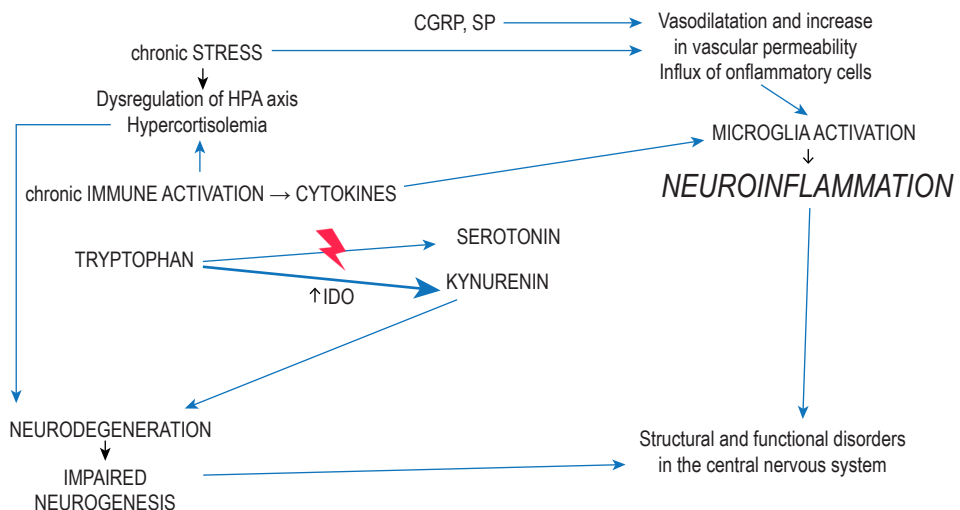 CGRP, SP
Vasodilatation and increase
in vascular permeability
Influx of onflammatory cells
chronic STRESS
Dysregulation of HPA axis
Hypercortisolemia
MICROGLIA ACTIVATION
NEUROINFLAMMATION
chronic IMMUNE ACTIVATION → CYTOKINES
TRYPTOPHAN
SEROTONIN
KYNURENIN
↑IDO
NEURODEGENERATION
IMPAIRED
NEUROGENESIS
Structural and functional disorders
in the central nervous system